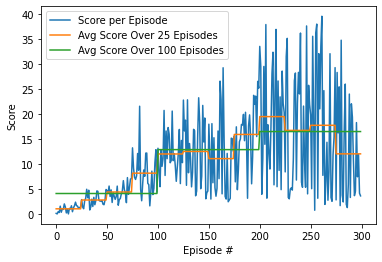 Score per Episode
Avg Score Over 25 Episodes
Avg Score Over 100 Episodes
40
35
30
25
20
15
10
5
0
Score
0 50 100 150 200 250 300
Episode #